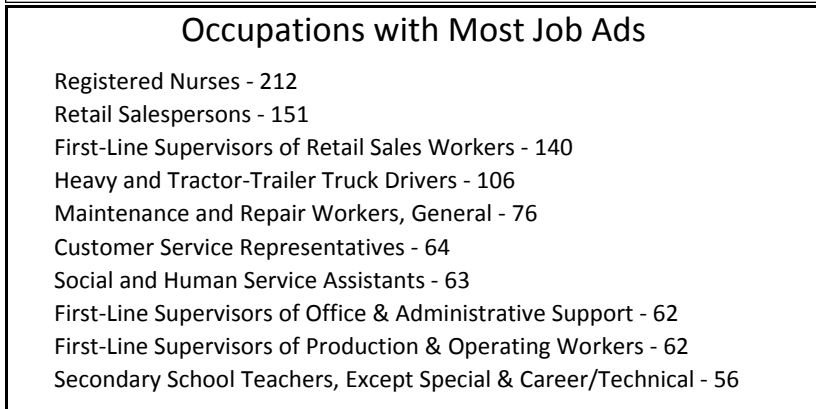 Occupations with Most Job Ads
Registered Nurses - 212
Retail Salespersons - 151
First-Line Supervisors of Retail Sales Workers - 140
Heavy and Tractor-Trailer Truck Drivers - 106
Maintenance and Repair Workers, General - 76
Customer Service Representatives - 64
Social and Human Service Assistants - 63
First-Line Supervisors of Office & Administrative Support - 62
First-Line Supervisors of Production & Operating Workers - 62
Secondary School Teachers, Except Special & Career/Technical - 56